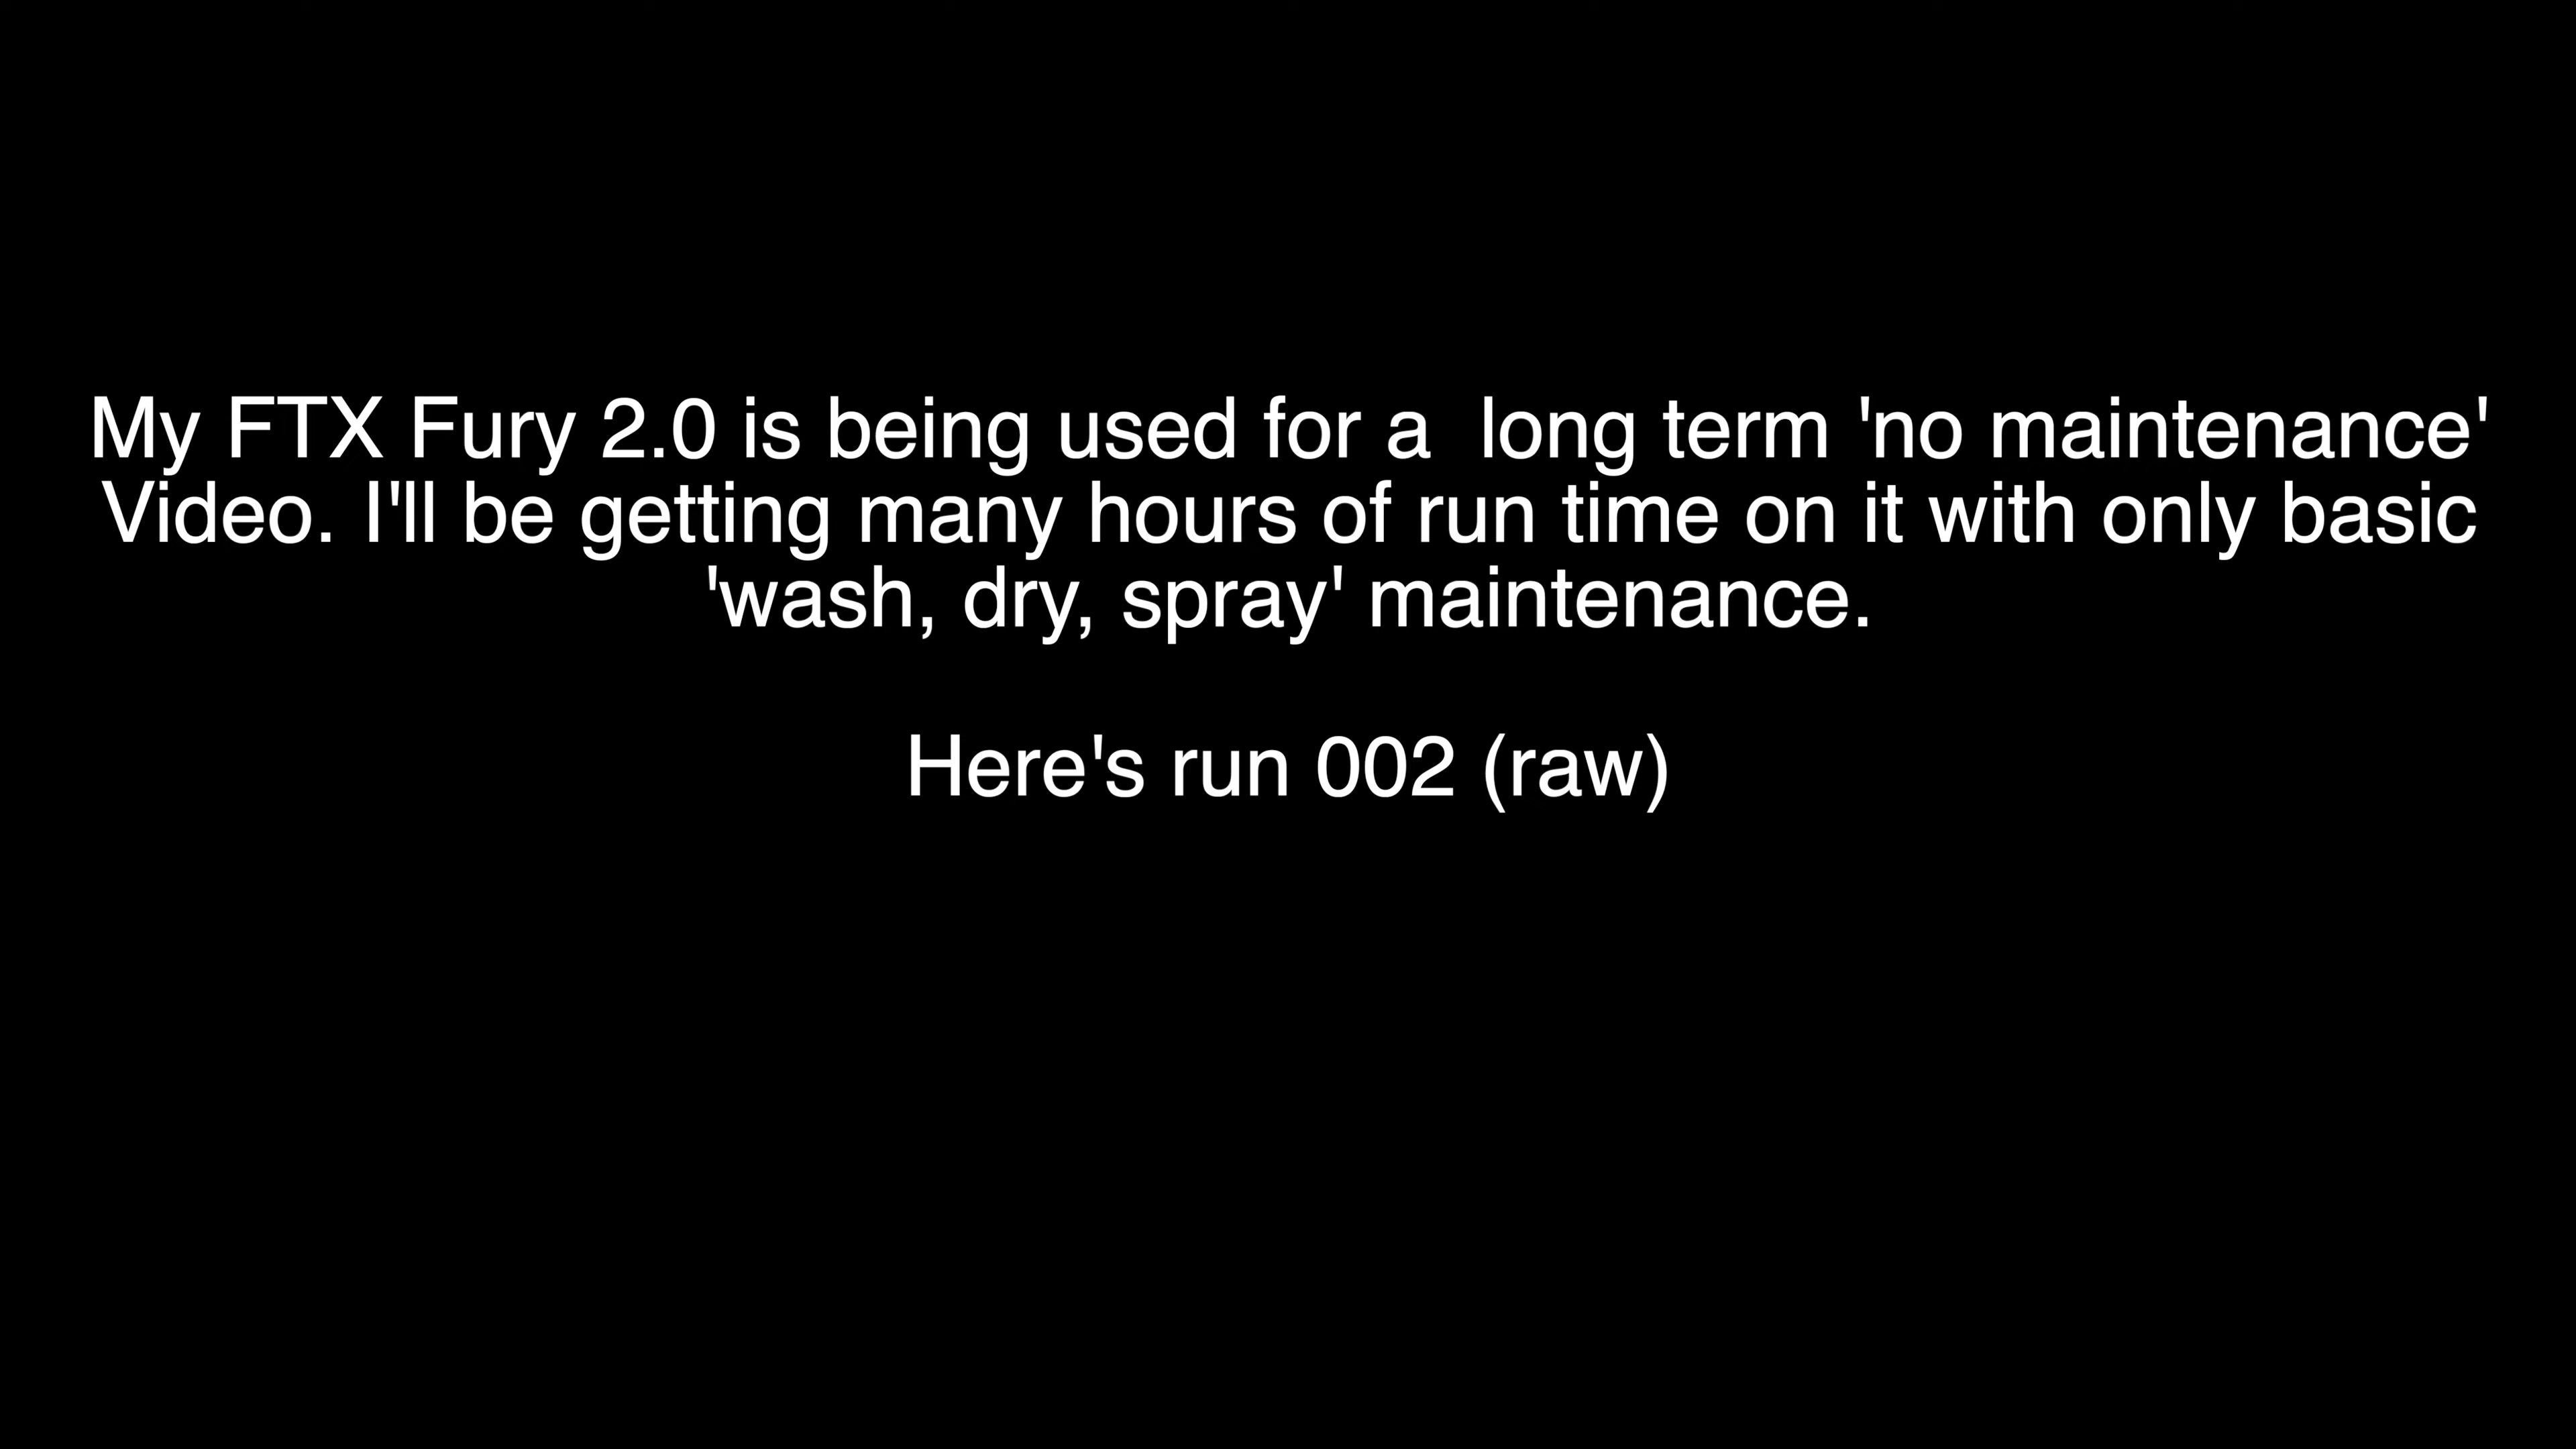 My FTX Fury 2.0 is being used for a  long term 'no maintenance'
Video. I'll be getting many hours of run time on it with only basic
'wash, dry, spray' maintenance.
Here's run 002 (raw)